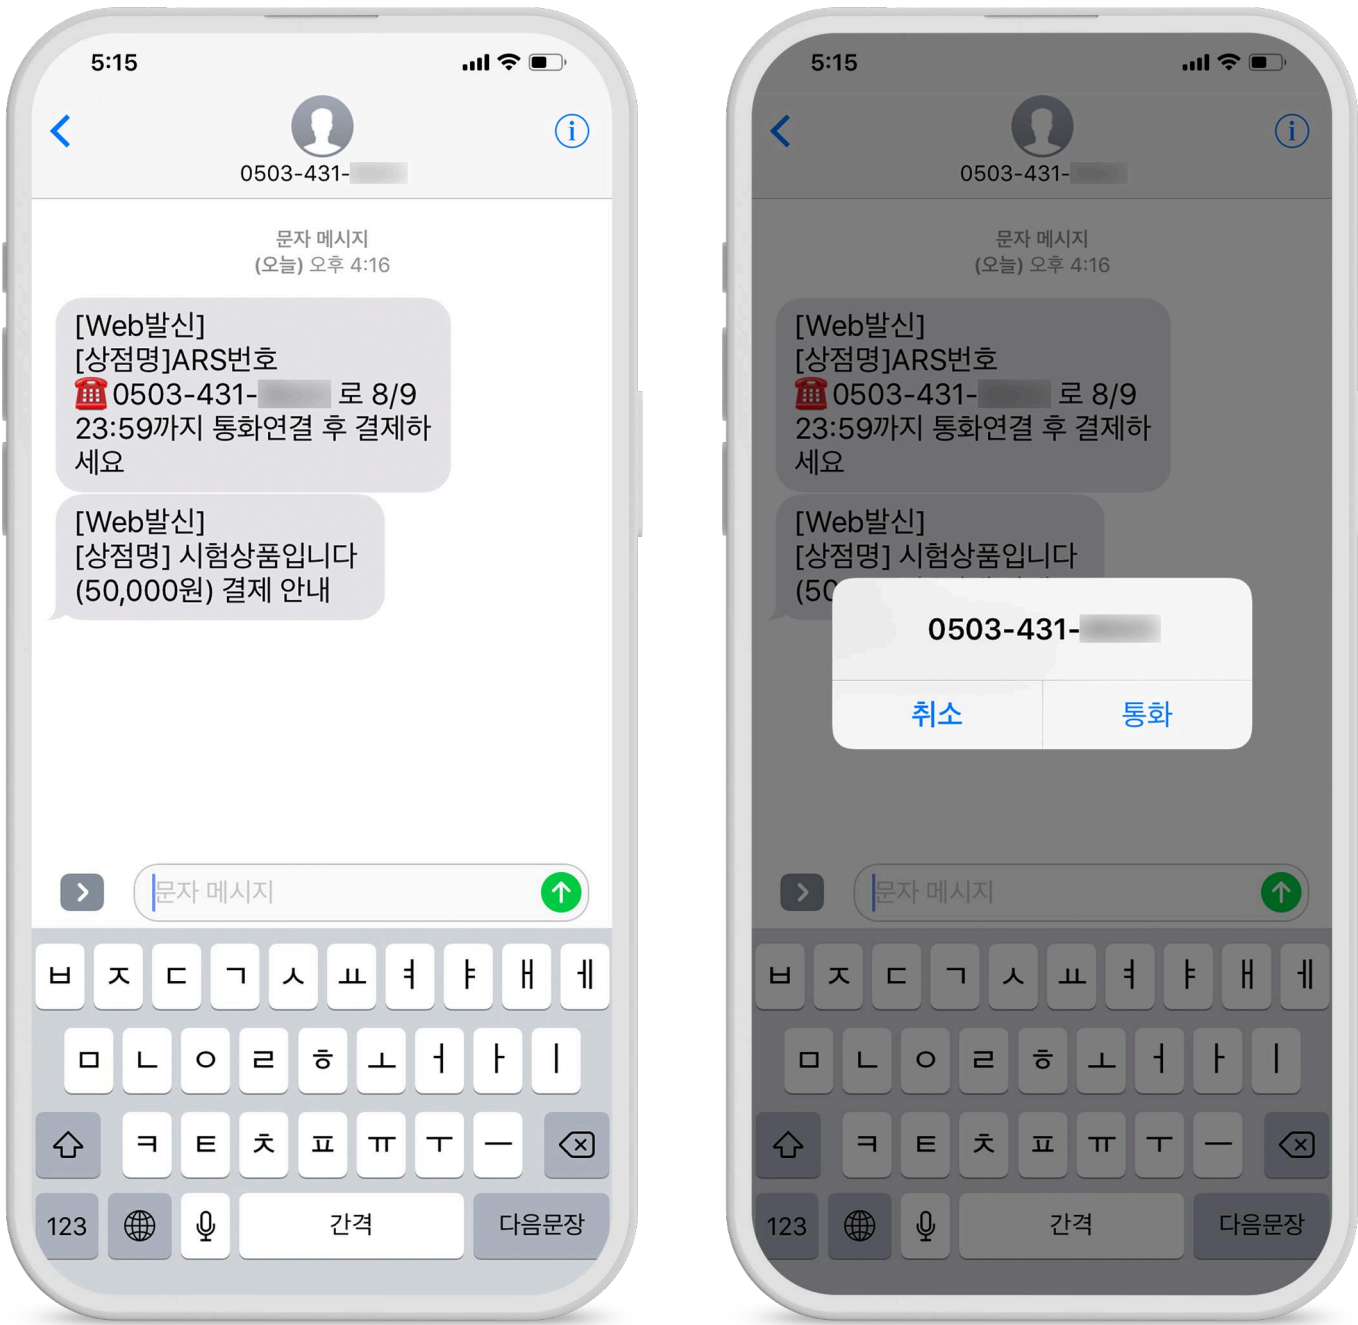 5:15
0503-431-
문자 메시지
(오늘) 오후 4:16
[Web발신]
[상점명]ARS번호
☎️0503-431- 로 8/9
23:59까지 통화연결 후 결제하
세요
[Web발신]
[상점명] 시험상품입니다
(50,000원) 결제 안내
문자 메시지
ㅂ ㅈ ㄷ ㄱ ㅅ ㅛ ㅕ ㅑ ㅐ ㅔ
ㅁ ㄴ ㅇ ㄹ ㅎ ㅗ ㅓ ㅏ ㅣ
ㅋ ㅌ ㅊ ㅍ ㅠ ㅜ ㅡ
123 간격 다음문장
5:15
0503-431-
문자 메시지
(오늘) 오후 4:16
[Web발신]
[상점명]ARS번호
☎️0503-431- 로 8/9
23:59까지 통화연결 후 결제하
세요
[Web발신]
[상점명] 시험상품입니다
(50
0503-431-
취소 통화
문자 메시지
ㅂ ㅈ ㄷ ㄱ ㅅ ㅛ ㅕ ㅑ ㅐ ㅔ
ㅁ ㄴ ㅇ ㄹ ㅎ ㅗ ㅓ ㅏ ㅣ
ㅋ ㅌ ㅊ ㅍ ㅠ ㅜ ㅡ
123 간격 다음문장